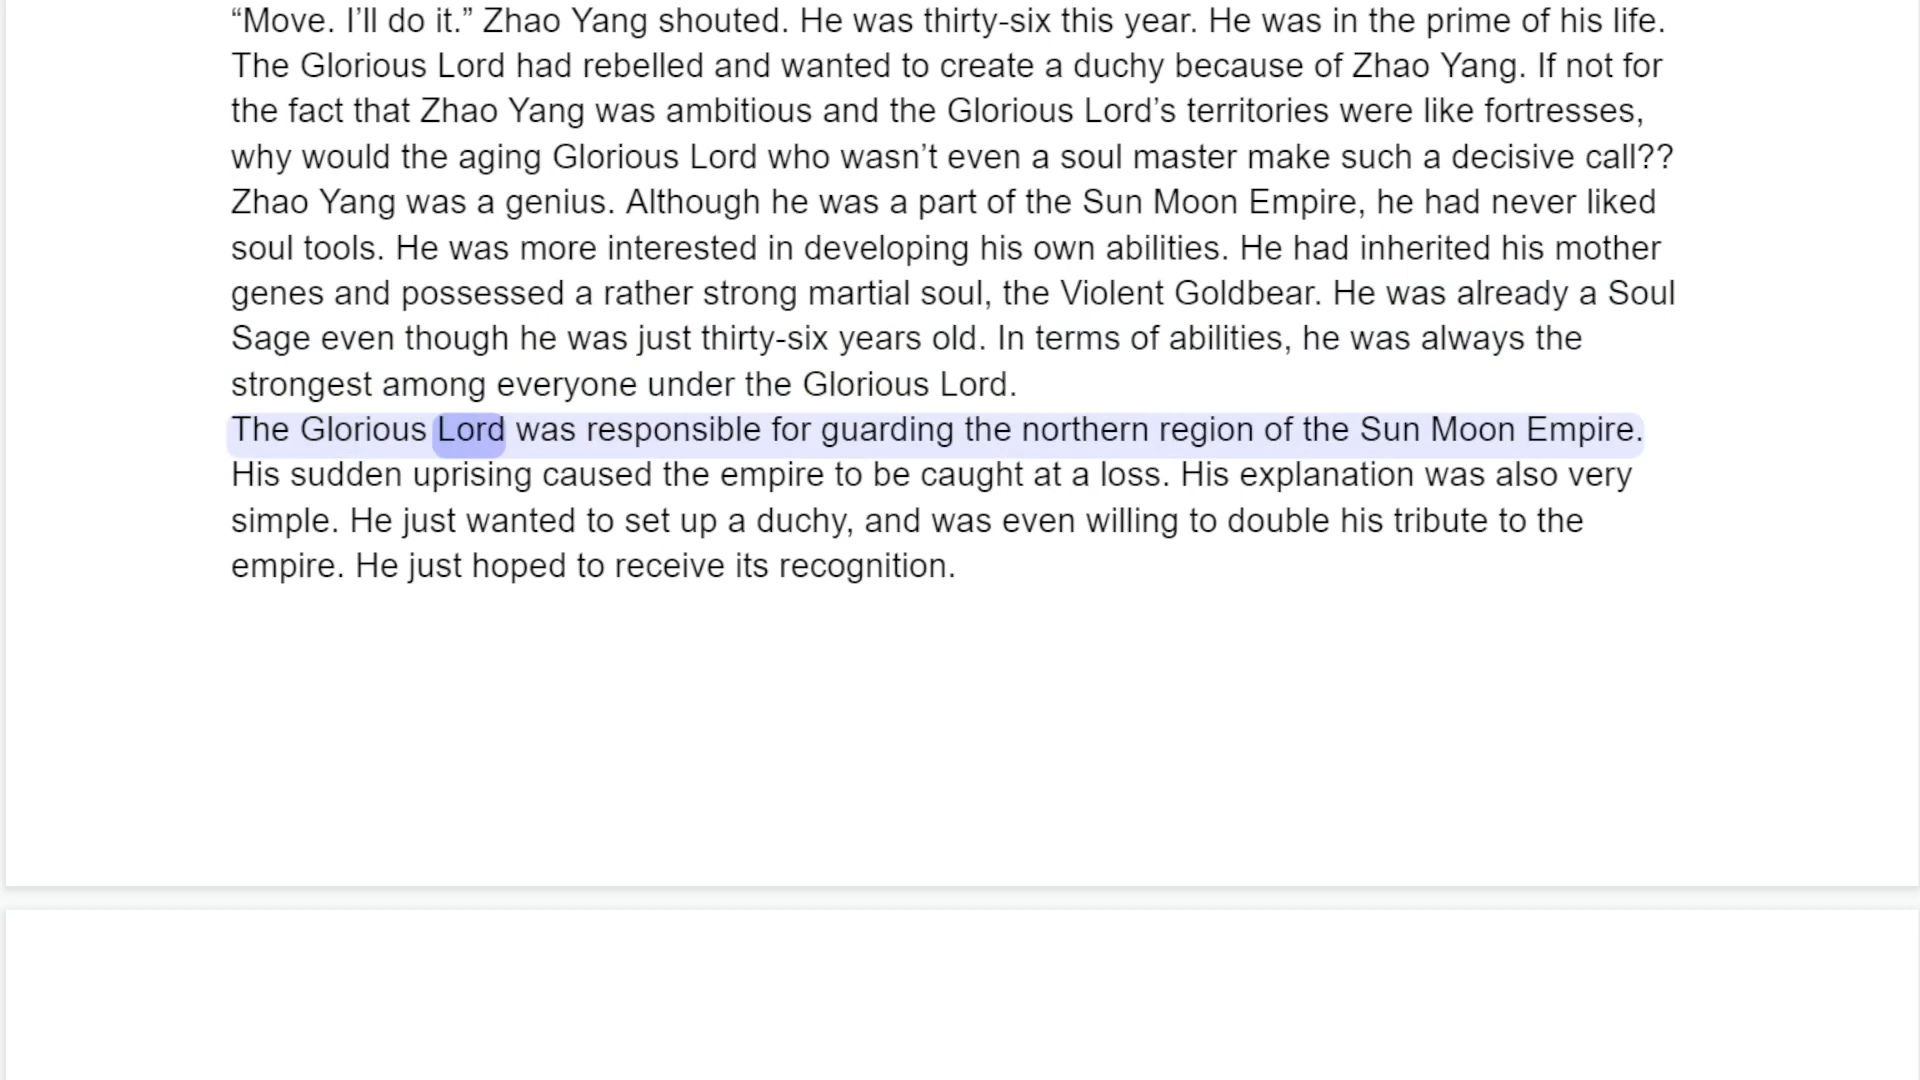 “Move. I’ll do it.” Zhao Yang shouted. He was thirty-six this year. He was in the prime of his life.
The Glorious Lord had rebelled and wanted to create a duchy because of Zhao Yang. If not for
the fact that Zhao Yang was ambitious and the Glorious Lord’s territories were like fortresses,
why would the aging Glorious Lord who wasn’t even a soul master make such a decisive call??
Zhao Yang was a genius. Although he was a part of the Sun Moon Empire, he had never liked
soul tools. He was more interested in developing his own abilities. He had inherited his mother
genes and possessed a rather strong martial soul, the Violent Goldbear. He was already a Soul
Sage even though he was just thirty-six years old. In terms of abilities, he was always the
strongest among everyone under the Glorious Lord.
The Glorious Lord was responsible for guarding the northern region of the Sun Moon Empire.
His sudden uprising caused the empire to be caught at a loss. His explanation was also very
simple. He just wanted to set up a duchy, and was even willing to double his tribute to the
empire. He just hoped to receive its recognition.